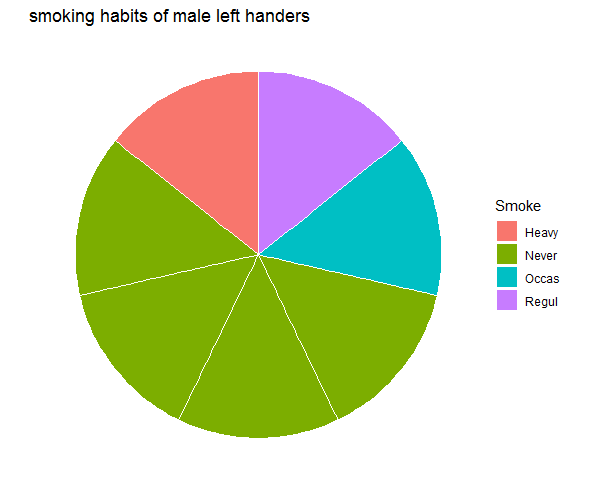 smoking habits of male left handers
Smoke
Heavy
Never
Occas
Regul